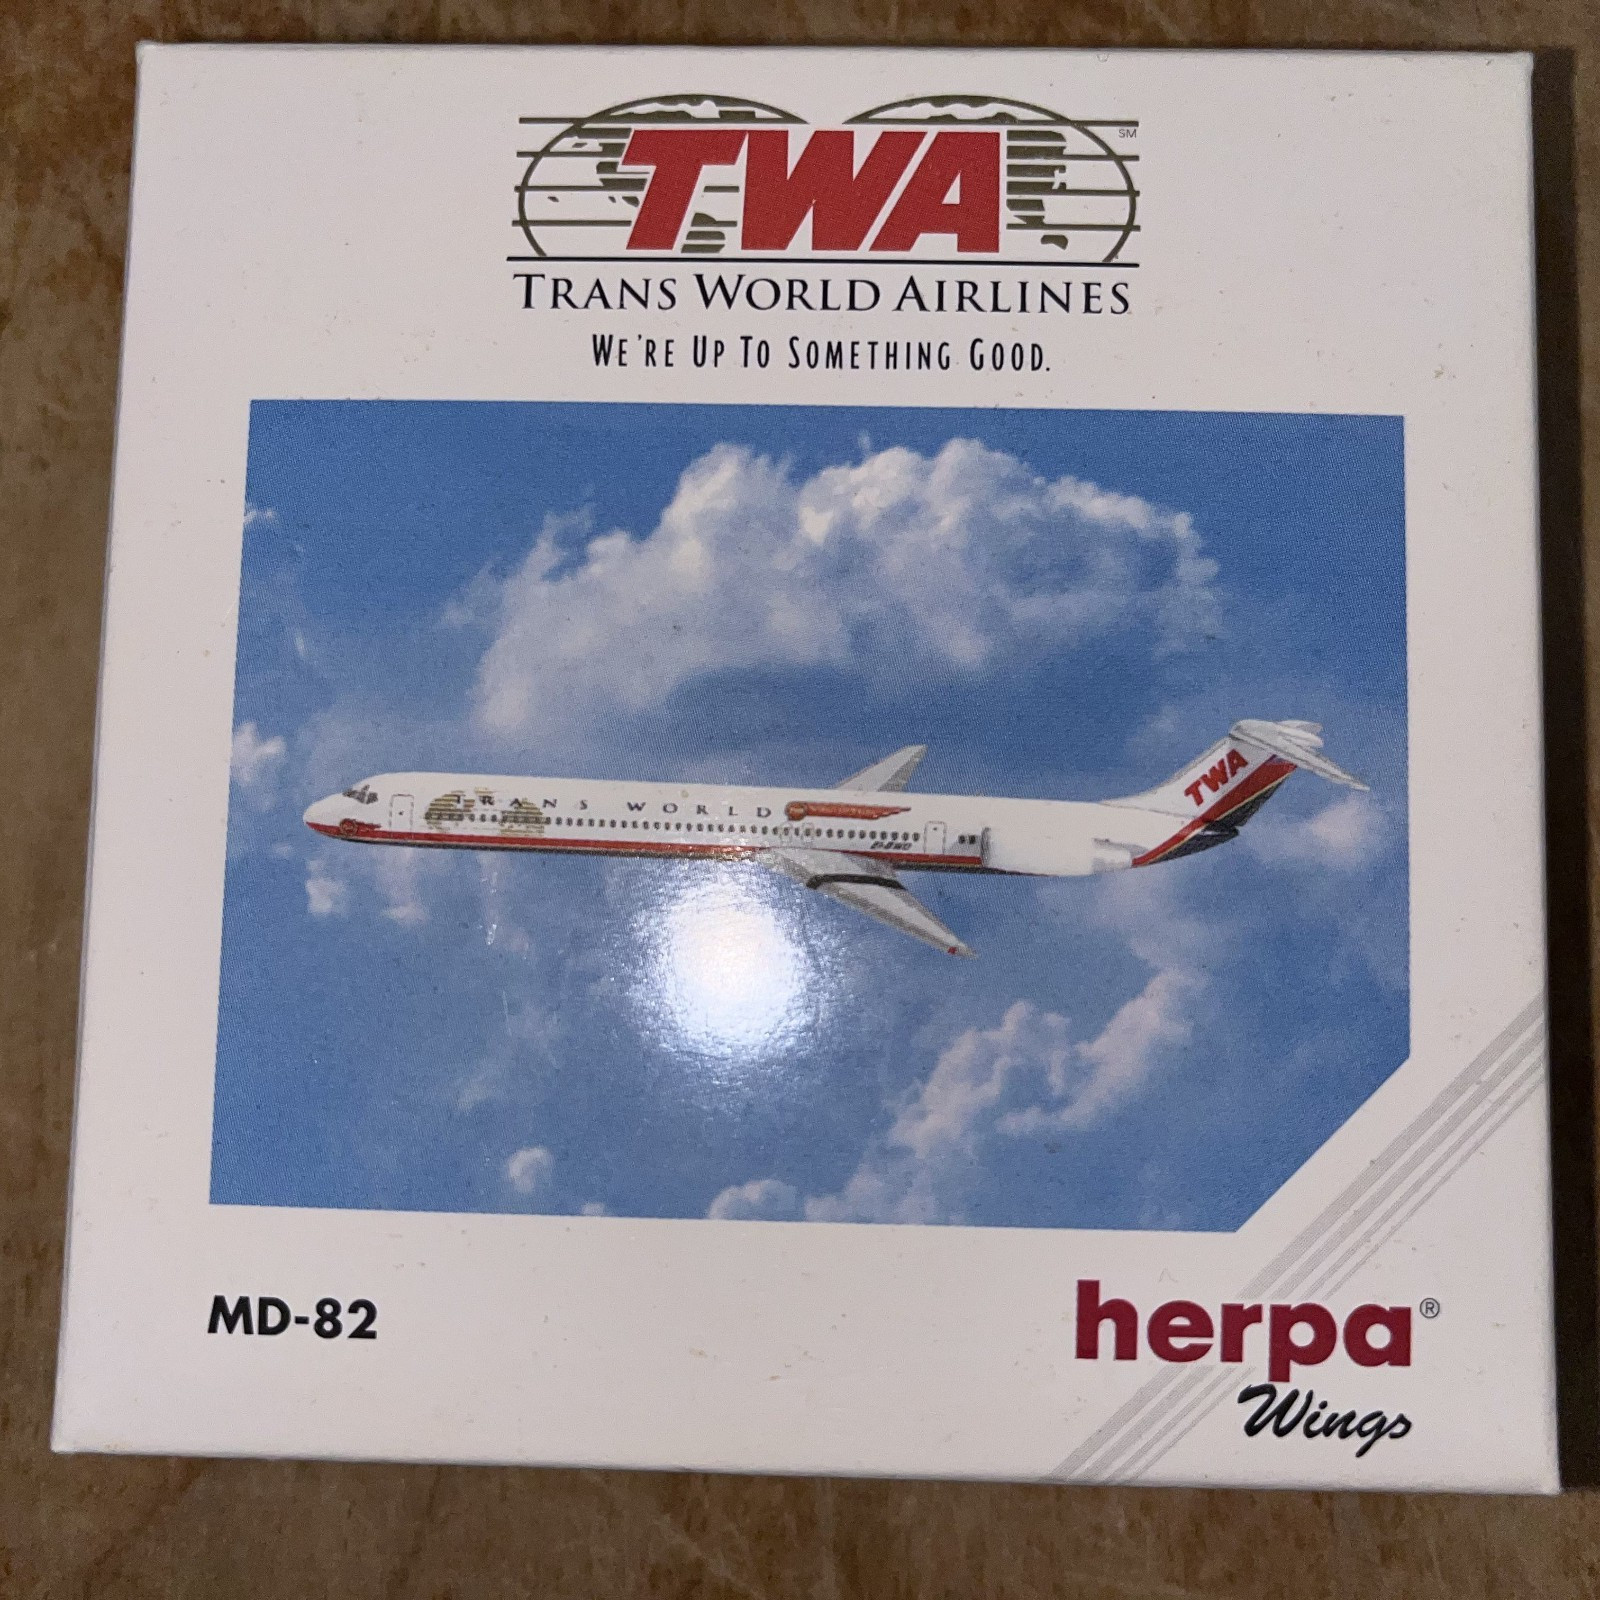 TWA
SM
TRANS WORLD AIRLINES
WE'RE UP TO SOMETHING GOOD.
TRANS WORLD
TWA
MD-82
herpa®
Wings